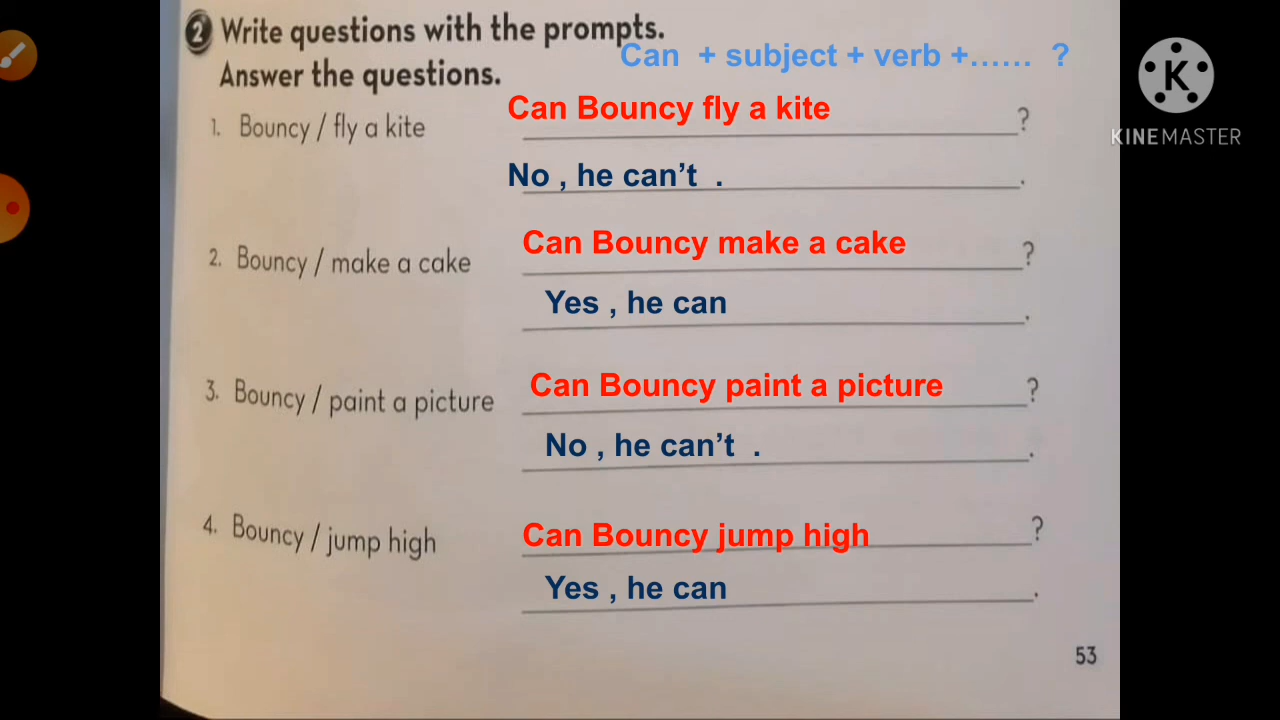 2 Write questions with the prompts.
Can + subject + verb +...... ?
Answer the questions.
1. Bouncy / fly a kite Can Bouncy fly a kite ?
No , he can't . .
2. Bouncy / make a cake Can Bouncy make a cake ?
Yes , he can .
3. Bouncy / paint a picture Can Bouncy paint a picture ?
No , he can't . .
4. Bouncy / jump high Can Bouncy jump high ?
Yes , he can .
53
K
KINEMASTER